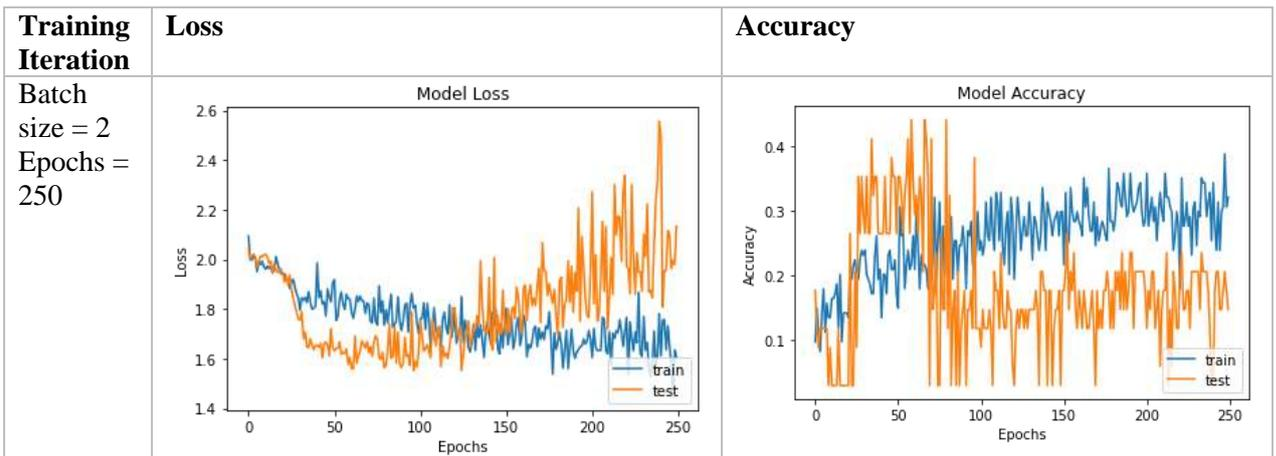 Training
Iteration
Loss
Accuracy
Batch
size = 2
Epochs =
250
Model Loss
2.6
2.4
2.2
2.0
1.8
1.6
1.4
Loss
0
50
100
150
200
250
Epochs
train
test
Model Accuracy
0.4
0.3
0.2
0.1
Accuracy
0
50
100
150
200
250
Epochs
train
test